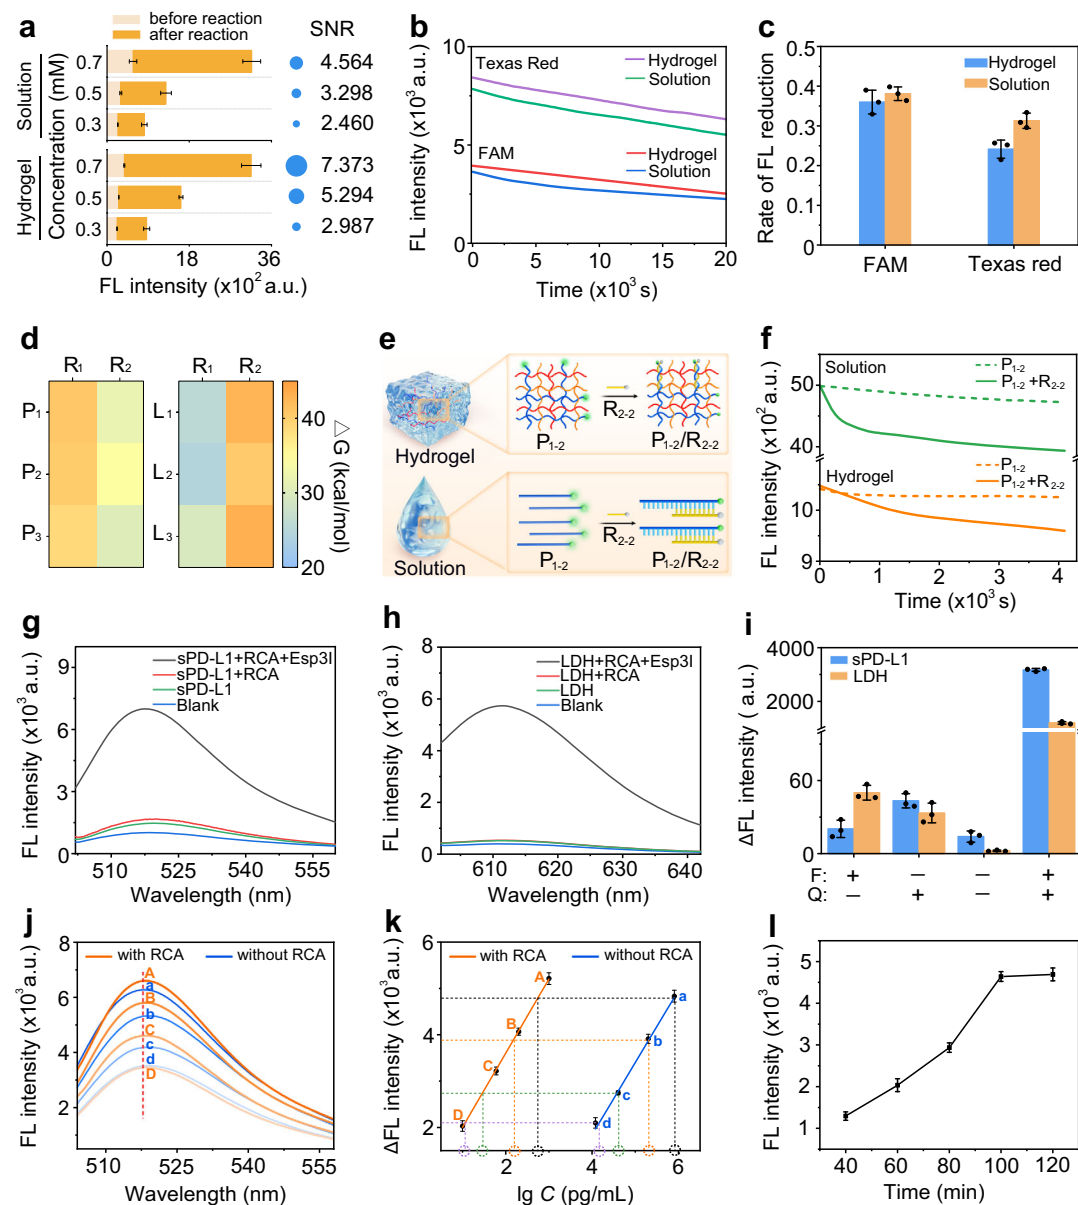 a
before reaction
after reaction
SNR
Solution
Hydrogel
Concentration (mM)
0.7
4.564
0.5
3.298
0.3
2.460
0.7
7.373
0.5
5.294
0.3
2.987
0 18 36
FL intensity (x10² a.u.)
b
10
5
0
Texas Red
Hydrogel
Solution
FAM
Hydrogel
Solution
FL intensity (×10³ a.u.)
0 5 10 15 20
Time (×10³ s)
c
0.5
0.4
0.3
0.2
0.1
0
Hydrogel
Solution
Rate of FL reduction
FAM Texas red
d
R₁ R₂ R₁ R₂
P₁
P₂
P₃
L₁
L₂
L₃
40
30
20
△G (kcal/mol)
e
Hydrogel
P₁₋₂
R₂₋₂
P₁₋₂/R₂₋₂
Solution
P₁₋₂
R₂₋₂
P₁₋₂/R₂₋₂
f
Solution
P₁₋₂
P₁₋₂+R₂₋₂
50
40
Hydrogel
P₁₋₂
P₁₋₂+R₂₋₂
10
9
FL intensity (x10² a.u.)
0 1 2 3 4
Time (×10³ s)
g
9
6
3
0
sPD-L1+RCA+Esp3I
sPD-L1+RCA
sPD-L1
Blank
FL intensity (×10³ a.u.)
510 525 540 555
Wavelength (nm)
h
8
6
4
2
0
LDH+RCA+Esp3I
LDH+RCA
LDH
Blank
FL intensity (×10³ a.u.)
610 620 630 640
Wavelength (nm)
i
4000
2000
60
0
sPD-L1
LDH
ΔFL intensity ( a.u.)
F: + − − +
Q: − + − +
j
8
6
4
2
with RCA without RCA
A
a
B
b
C
c
d
D
FL intensity (×10³ a.u.)
510 525 540 555
Wavelength (nm)
k
6
4
2
with RCA without RCA
A
B
C
D
a
b
c
d
ΔFL intensity (×10³ a.u.)
2 4 6
lg C (pg/mL)
l
5
4
3
2
1
FL intensity (×10³ a.u.)
40 60 80 100 120
Time (min)